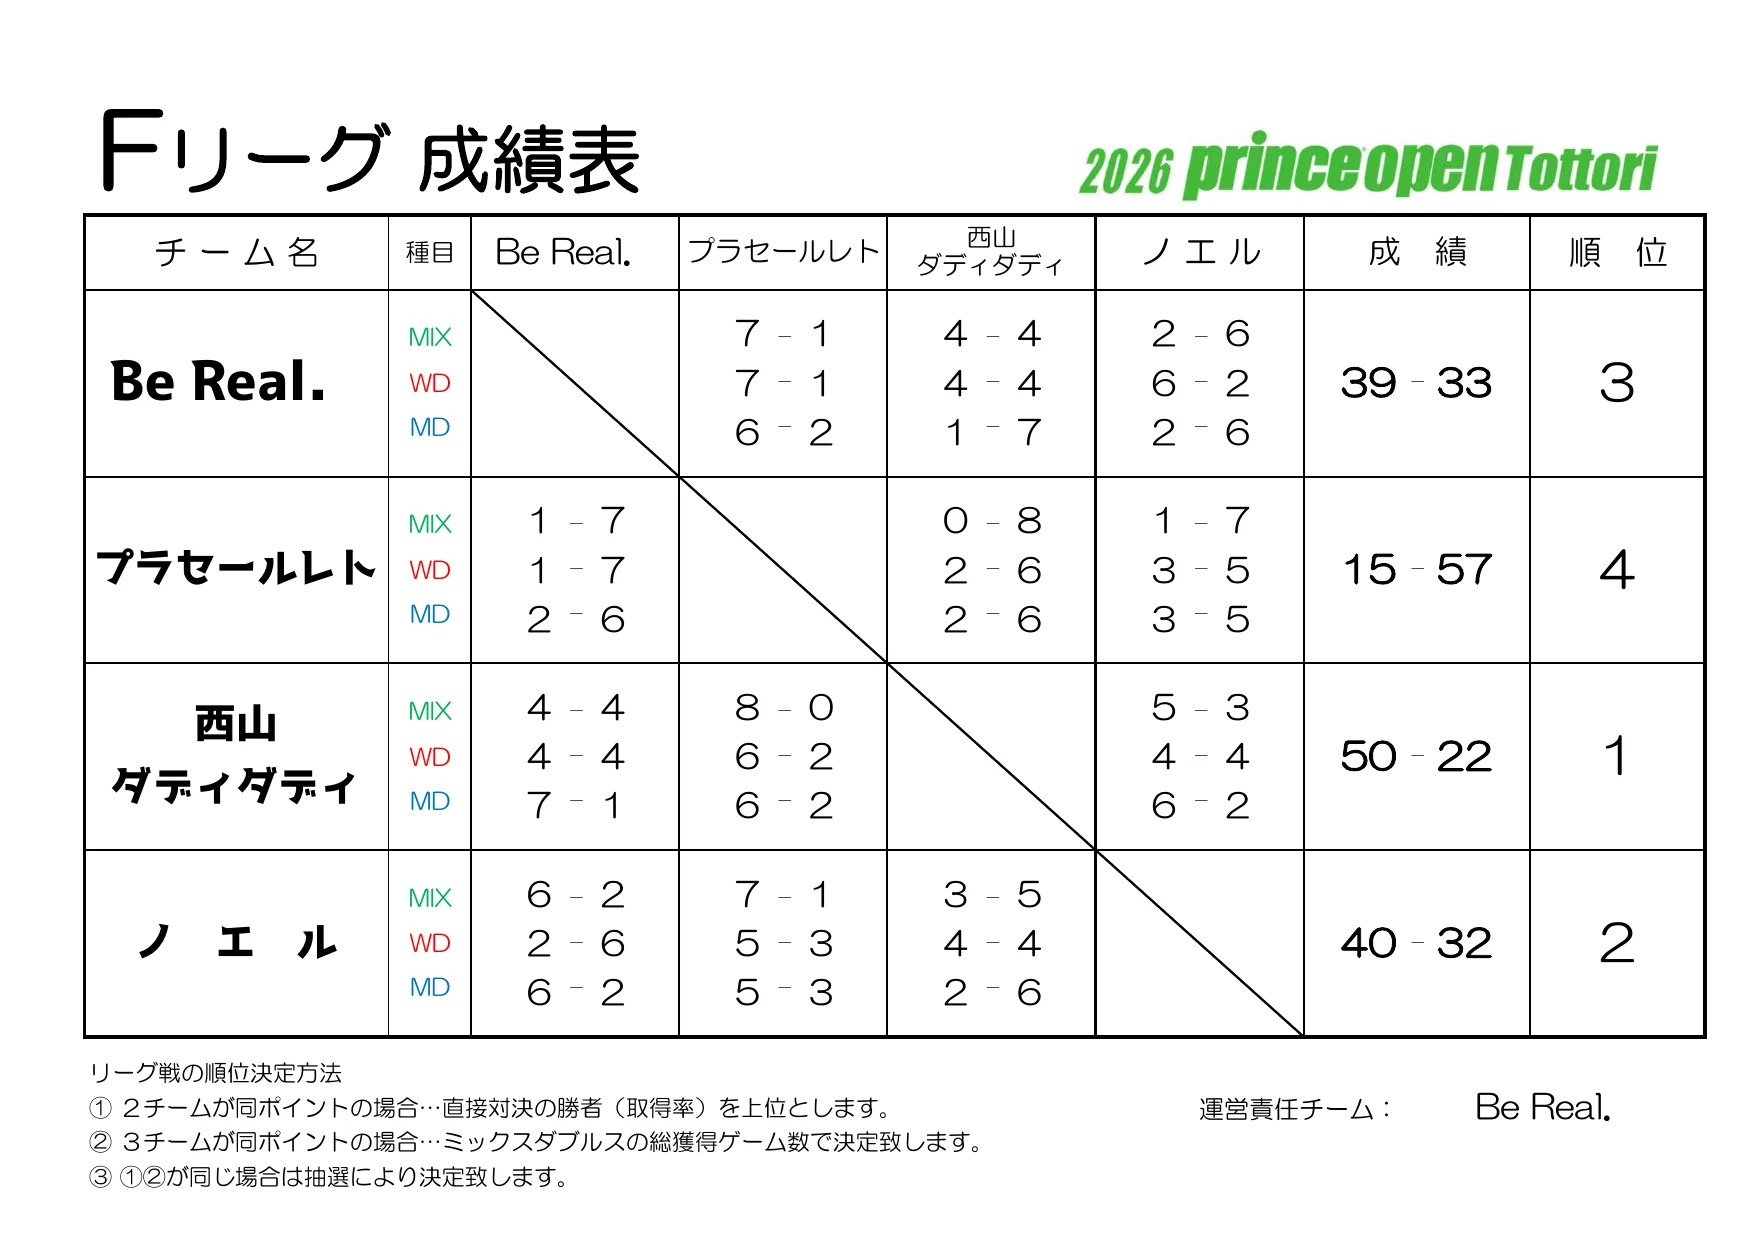 Fリーグ 成績表
2026 prince open Tottori
チーム名 種目 Be Real. プラセールレト 西山 ダディダディ ノエル 成 績 順 位
Be Real.
MIX 7 - 1 4 - 4 2 - 6
WD 7 - 1 4 - 4 6 - 2
MD 6 - 2 1 - 7 2 - 6
39 - 33 3
プラセールレト
MIX 1 - 7 0 - 8 1 - 7
WD 1 - 7 2 - 6 3 - 5
MD 2 - 6 2 - 6 3 - 5
15 - 57 4
西山
ダディダディ
MIX 4 - 4 8 - 0 5 - 3
WD 4 - 4 6 - 2 4 - 4
MD 7 - 1 6 - 2 6 - 2
50 - 22 1
ノ エ ル
MIX 6 - 2 7 - 1 3 - 5
WD 2 - 6 5 - 3 4 - 4
MD 6 - 2 5 - 3 2 - 6
40 - 32 2
リーグ戦の順位決定方法
① 2チームが同ポイントの場合…直接対決の勝者（取得率）を上位とします。
② 3チームが同ポイントの場合…ミックスダブルスの総獲得ゲーム数で決定致します。
③ ①②が同じ場合は抽選により決定致します。
運営責任チーム： Be Real.